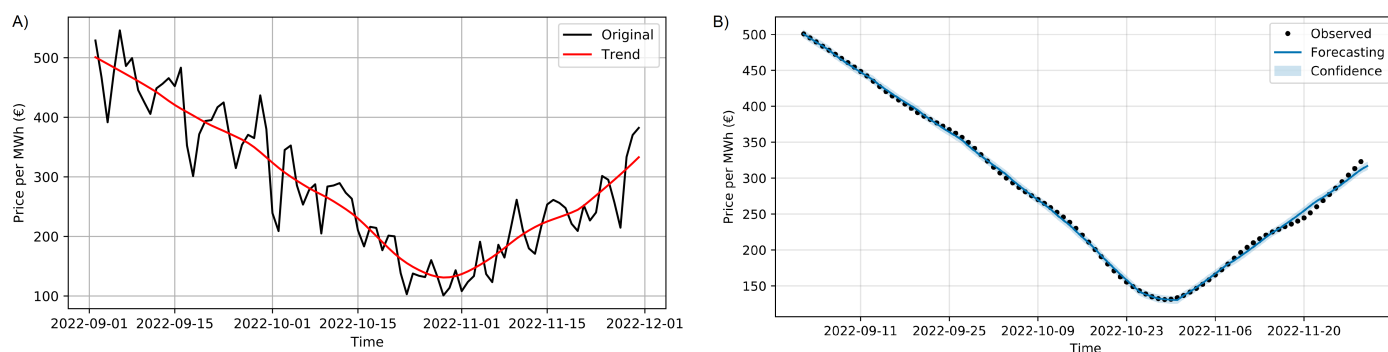 A)
Original
Trend
Price per MWh (€)
500
400
300
200
100
2022-09-01
2022-09-15
2022-10-01
2022-10-15
2022-11-01
2022-11-15
2022-12-01
Time
B)
Observed
Forecasting
Confidence
Price per MWh (€)
500
450
400
350
300
250
200
150
2022-09-11
2022-09-25
2022-10-09
2022-10-23
2022-11-06
2022-11-20
Time